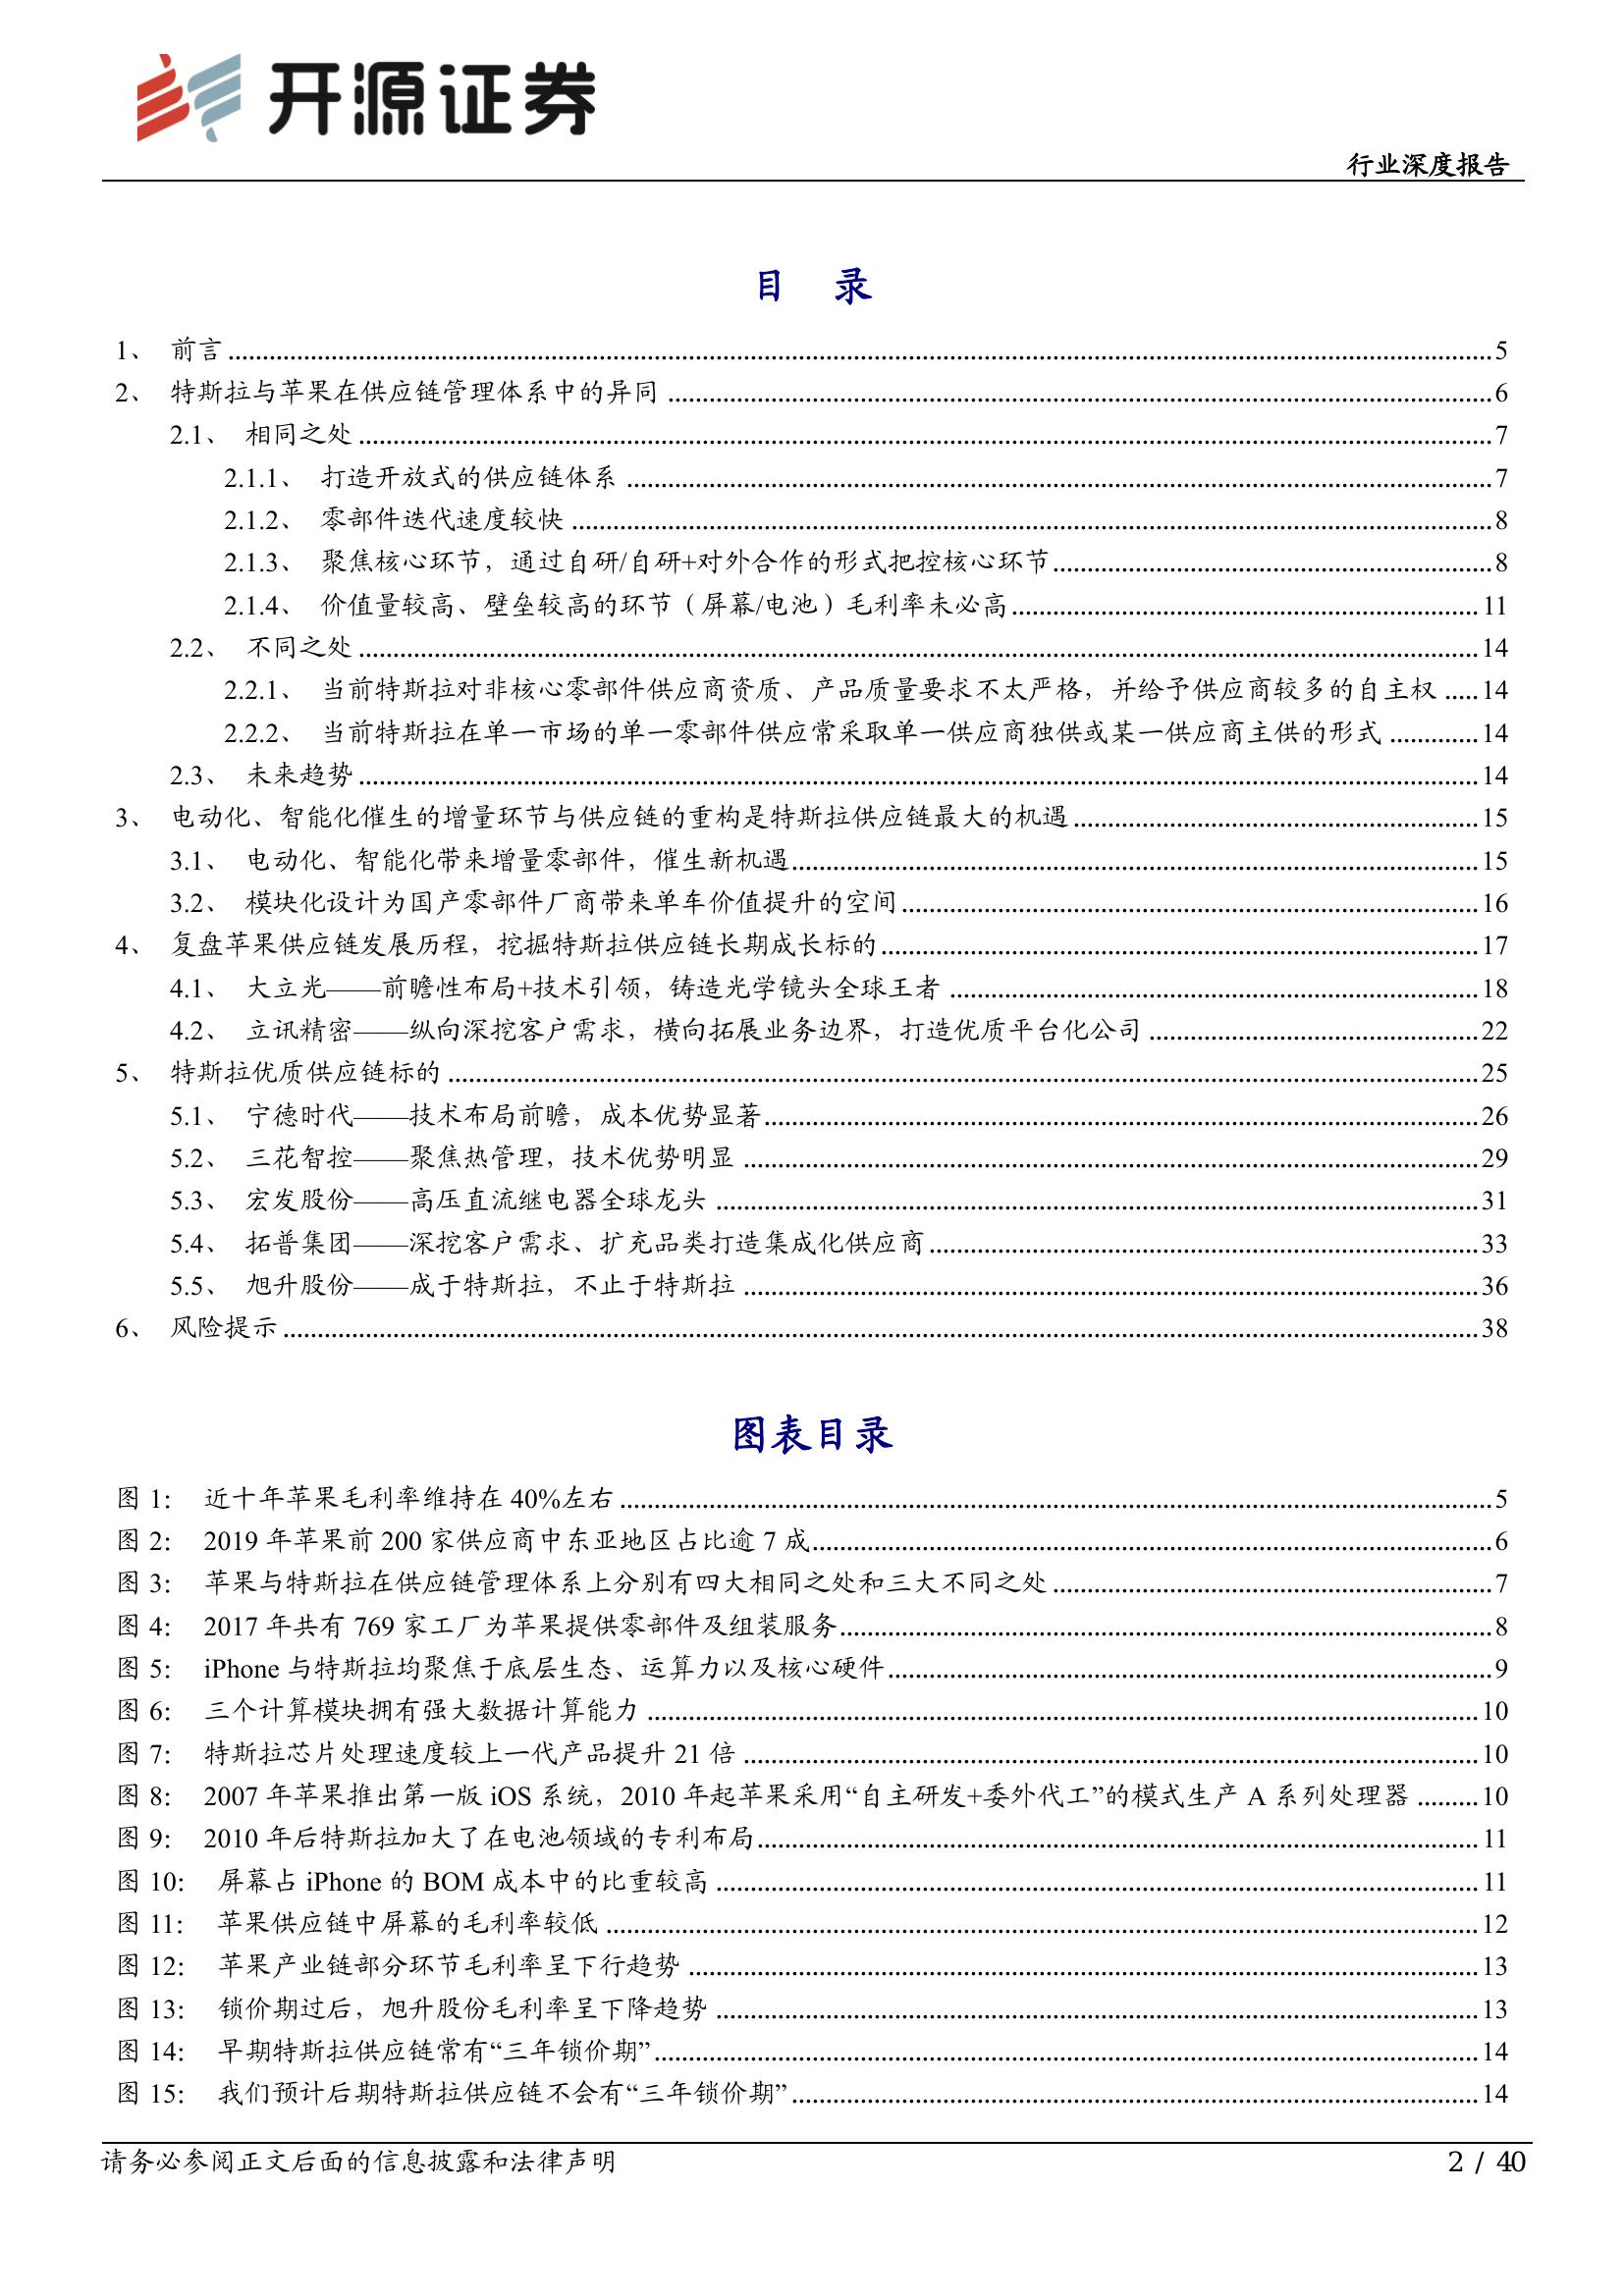 开源证券
行业深度报告
目 录
1、 前言 5
2、 特斯拉与苹果在供应链管理体系中的异同 6
2.1、 相同之处 7
2.1.1、 打造开放式的供应链体系 7
2.1.2、 零部件迭代速度较快 8
2.1.3、 聚焦核心环节，通过自研/自研+对外合作的形式把控核心环节 8
2.1.4、 价值量较高、壁垒较高的环节（屏幕/电池）毛利率未必高 11
2.2、 不同之处 14
2.2.1、 当前特斯拉对非核心零部件供应商资质、产品质量要求不太严格，并给予供应商较多的自主权 14
2.2.2、 当前特斯拉在单一市场的单一零部件供应常采取单一供应商独供或某一供应商主供的形式 14
2.3、 未来趋势 14
3、 电动化、智能化催生的增量环节与供应链的重构是特斯拉供应链最大的机遇 15
3.1、 电动化、智能化带来增量零部件，催生新机遇 15
3.2、 模块化设计为国产零部件厂商带来单车价值提升的空间 16
4、 复盘苹果供应链发展历程，挖掘特斯拉供应链长期成长标的 17
4.1、 大立光——前瞻性布局+技术引领，铸造光学镜头全球王者 18
4.2、 立讯精密——纵向深挖客户需求，横向拓展业务边界，打造优质平台化公司 22
5、 特斯拉优质供应链标的 25
5.1、 宁德时代——技术布局前瞻，成本优势显著 26
5.2、 三花智控——聚焦热管理，技术优势明显 29
5.3、 宏发股份——高压直流继电器全球龙头 31
5.4、 拓普集团——深挖客户需求、扩充品类打造集成化供应商 33
5.5、 旭升股份——成于特斯拉，不止于特斯拉 36
6、 风险提示 38
图表目录
图 1： 近十年苹果毛利率维持在 40%左右 5
图 2： 2019 年苹果前 200 家供应商中东亚地区占比逾 7 成 6
图 3： 苹果与特斯拉在供应链管理体系上分别有四大相同之处和三大不同之处 7
图 4： 2017 年共有 769 家工厂为苹果提供零部件及组装服务 8
图 5： iPhone 与特斯拉均聚焦于底层生态、运算力以及核心硬件 9
图 6： 三个计算模块拥有强大数据计算能力 10
图 7： 特斯拉芯片处理速度较上一代产品提升 21 倍 10
图 8： 2007 年苹果推出第一版 iOS 系统，2010 年起苹果采用“自主研发+委外代工”的模式生产 A 系列处理器 10
图 9： 2010 年后特斯拉加大了在电池领域的专利布局 11
图 10： 屏幕占 iPhone 的 BOM 成本中的比重较高 11
图 11： 苹果供应链中屏幕的毛利率较低 12
图 12： 苹果产业链部分环节毛利率呈下行趋势 13
图 13： 锁价期过后，旭升股份毛利率呈下降趋势 13
图 14： 早期特斯拉供应链常有“三年锁价期” 14
图 15： 我们预计后期特斯拉供应链不会有“三年锁价期” 14
请务必参阅正文后面的信息披露和法律声明 2 / 40